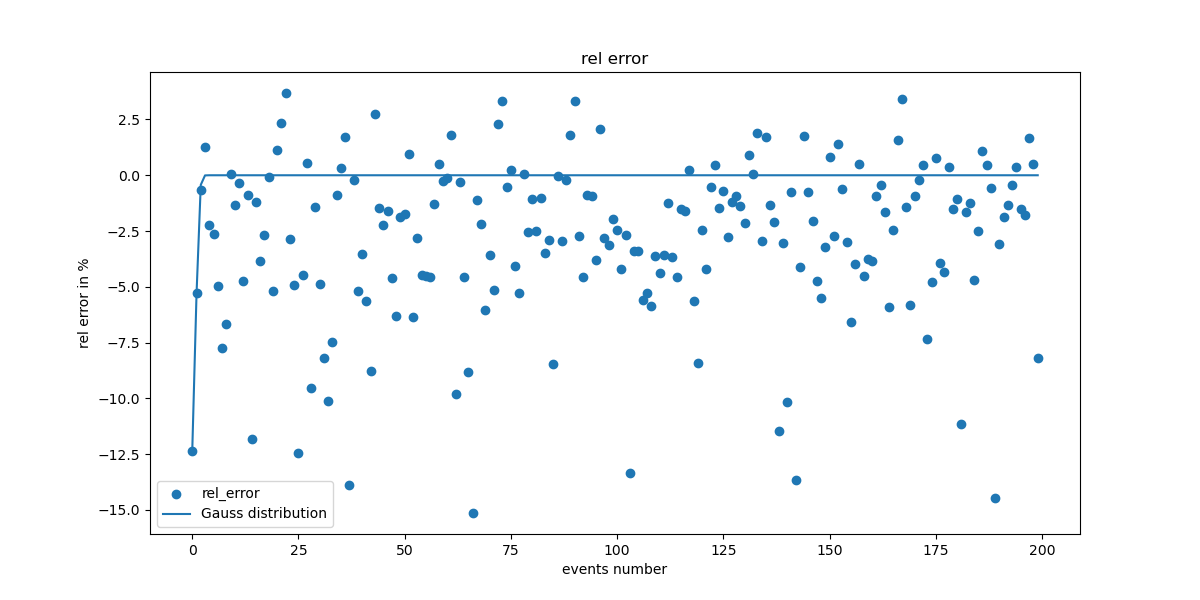 rel error
rel error in %
2.5
0.0
−2.5
−5.0
−7.5
−10.0
−12.5
−15.0
rel_error
Gauss distribution
0 25 50 75 100 125 150 175 200
events number